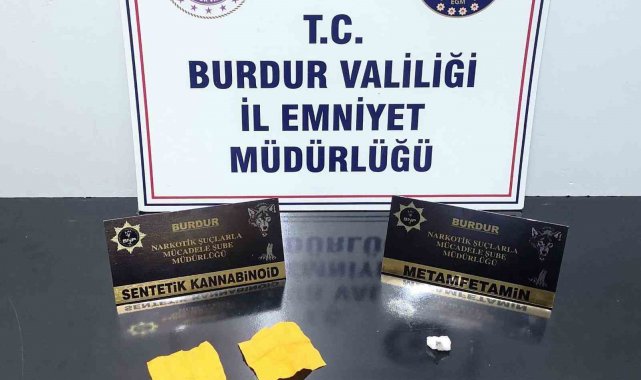 EGM
T.C.
BURDUR VALİLİĞİ
İL EMNİYET
MÜDÜRLÜĞÜ
BURDUR
NARKOTİK SUÇLARLA
MÜCADELE ŞUBE
MÜDÜRLÜĞÜ
SENTETİK KANNABİNOİD
BURDUR
NARKOTİK SUÇLARLA
MÜCADELE ŞUBE
MÜDÜRLÜĞÜ
METAMFETAMİN